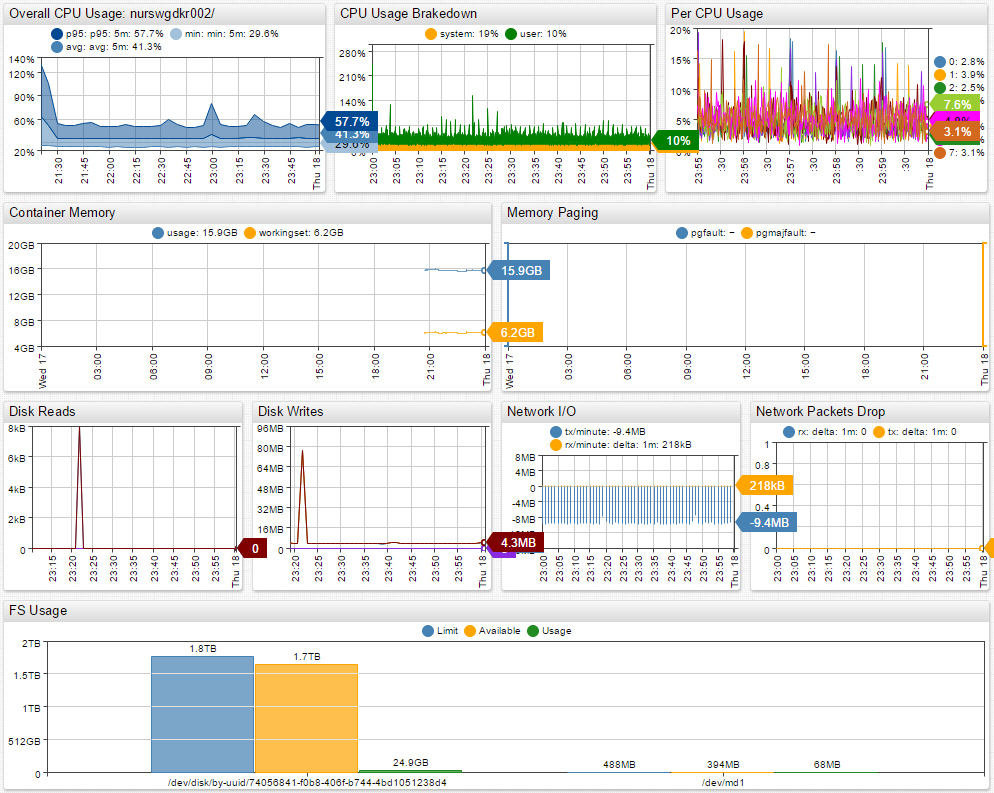 Overall CPU Usage: nurswgdkr002/
p95: p95: 5m: 57.7% min: min: 5m: 29.6%
avg: avg: 5m: 41.3%
140%
120%
90%
60%
20%
57.7%
41.3%
29.6%
21:30 21:45 22:00 22:15 22:30 22:45 23:00 23:15 23:30 23:45 Thu 18
CPU Usage Brakedown
system: 19% user: 10%
280%
210%
140%
10%
23:00 23:05 23:10 23:15 23:20 23:25 23:30 23:35 23:40 23:45 23:50 23:55 Thu 18
Per CPU Usage
20%
15%
10%
5%
0%
0: 2.8%
1: 3.9%
2: 2.5%
7.6%
3.1%
7: 3.1%
23:55 :30 23:56 :30 23:57 :30 23:58 :30 23:59 :30 Thu 18
Container Memory
usage: 15.9GB workingset: 6.2GB
20GB
16GB
12GB
8GB
4GB
15.9GB
6.2GB
Wed 17 03:00 06:00 09:00 12:00 15:00 18:00 21:00 Thu 18
Memory Paging
pgfault: – pgmajfault: –
Wed 17 03:00 06:00 09:00 12:00 15:00 18:00 21:00 Thu 18
Disk Reads
8kB
6kB
4kB
2kB
0
0
23:15 23:20 23:25 23:30 23:35 23:40 23:45 23:50 23:55 Thu 18
Disk Writes
96MB
80MB
64MB
48MB
32MB
16MB
0
4.3MB
23:20 23:25 23:30 23:35 23:40 23:45 23:50 23:55 Thu 18
Network I/O
tx/minute: -9.4MB
rx/minute: delta: 1m: 218kB
8MB
4MB
0
-4MB
-8MB
218kB
-9.4MB
23:00 23:05 23:10 23:15 23:20 23:25 23:30 23:35 23:40 23:45 23:50 23:55 Thu 18
Network Packets Drop
rx: delta: 1m: 0 tx: delta: 1m: 0
1
0.8
0.4
0
23:00 23:05 23:10 23:15 23:20 23:25 23:30 23:35 23:40 23:45 23:50 23:55 Thu 18
FS Usage
Limit Available Usage
2TB
1.5TB
1TB
512GB
0
1.8TB
1.7TB
24.9GB
488MB
394MB
68MB
/dev/disk/by-uuid/74056841-f0b8-406f-b744-4bd1051238d4
/dev/md1